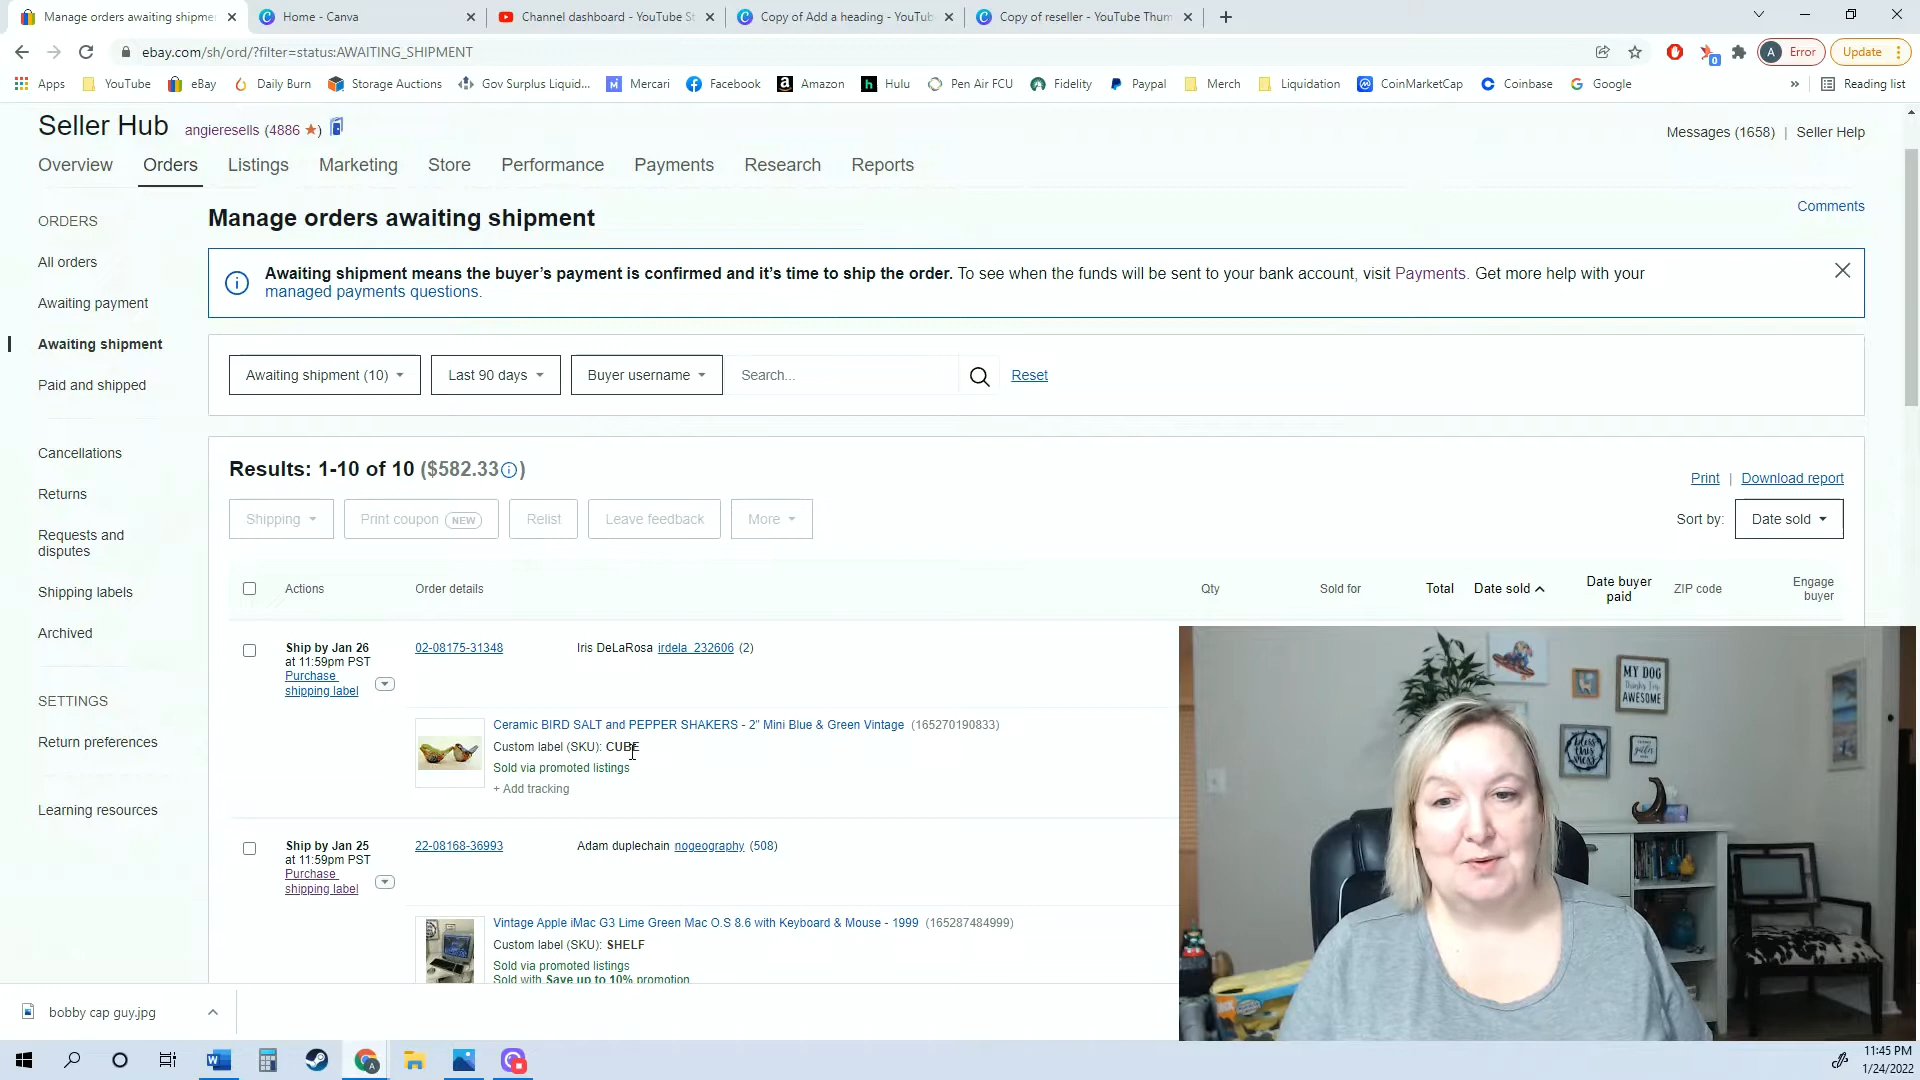 Manage orders awaiting shipme
Home - Canva
Channel dashboard - YouTube St
Copy of Add a heading - YouTub
Copy of reseller - YouTube Thum
ebay.com/sh/ord/?filter=status:AWAITING_SHIPMENT
A Error
Update
Apps
YouTube
eBay
Daily Burn
Storage Auctions
Gov Surplus Liquid...
Mercari
Facebook
Amazon
Hulu
Pen Air FCU
Fidelity
Paypal
Merch
Liquidation
CoinMarketCap
Coinbase
Google
»
Reading list
Seller Hub angieresells (4886 ★)
Messages (1658) | Seller Help
Overview
Orders
Listings
Marketing
Store
Performance
Payments
Research
Reports
ORDERS
All orders
Awaiting payment
Awaiting shipment
Paid and shipped
Cancellations
Returns
Requests and
disputes
Shipping labels
Archived
SETTINGS
Return preferences
Learning resources
Manage orders awaiting shipment
Comments
Awaiting shipment means the buyer's payment is confirmed and it's time to ship the order. To see when the funds will be sent to your bank account, visit Payments. Get more help with your
managed payments questions.
Awaiting shipment (10)
Last 90 days
Buyer username
Search...
Reset
Results: 1-10 of 10 ($582.33)
Print | Download report
Shipping
Print coupon NEW
Relist
Leave feedback
More
Sort by: Date sold
Actions
Order details
Qty
Sold for
Total
Date sold
Date buyer
paid
ZIP code
Engage
buyer
Ship by Jan 26
at 11:59pm PST
Purchase
shipping label
02-08175-31348
Iris DeLaRosa irdela_232606 (2)
Ceramic BIRD SALT and PEPPER SHAKERS - 2" Mini Blue & Green Vintage (165270190833)
Custom label (SKU): CUBE
Sold via promoted listings
+ Add tracking
Ship by Jan 25
at 11:59pm PST
Purchase
shipping label
22-08168-36993
Adam duplechain nogeography (508)
Vintage Apple iMac G3 Lime Green Mac O.S 8.6 with Keyboard & Mouse - 1999 (165287484999)
Custom label (SKU): SHELF
Sold via promoted listings
Sold with Save up to 10% promotion
MY DOG
Thinks I'm
AWESOME
blessed
bobby cap guy.jpg
11:45 PM
1/24/2022